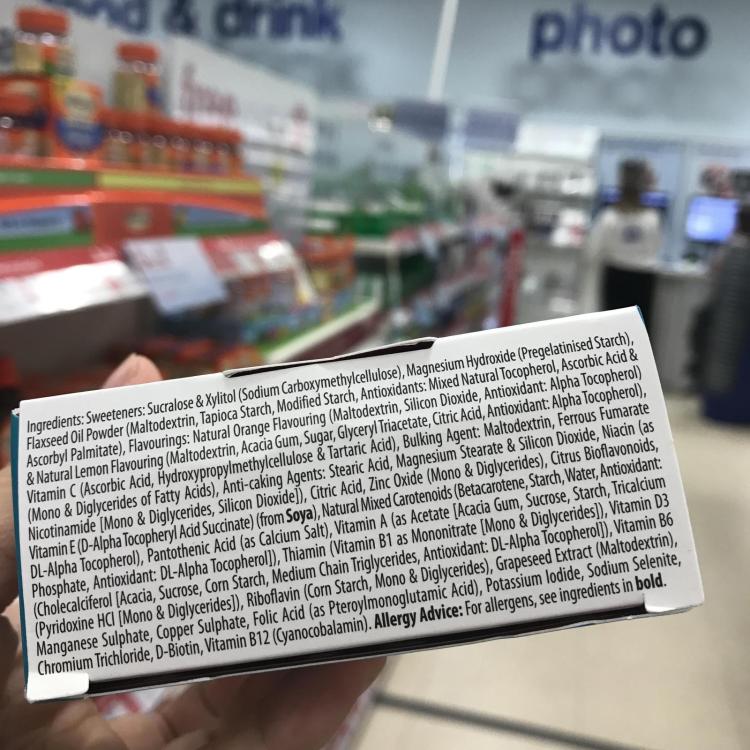 & drink
photo
Ingredients: Sweeteners: Sucralose & Xylitol (Sodium Carboxymethylcellulose), Magnesium Hydroxide (Pregelatinised Starch),
Flaxseed Oil Powder (Maltodextrin, Tapioca Starch, Modified Starch, Antioxidants: Mixed Natural Tocopherol, Ascorbic Acid &
Ascorbyl Palmitate), Flavourings: Natural Orange Flavouring (Maltodextrin, Silicon Dioxide, Antioxidant: Alpha Tocopherol)
& Natural Lemon Flavouring (Maltodextrin, Acacia Gum, Sugar, Glyceryl Triacetate, Citric Acid, Antioxidant: Alpha Tocopherol),
Vitamin C (Ascorbic Acid, Hydroxypropylmethylcellulose & Tartaric Acid), Bulking Agent: Maltodextrin, Ferrous Fumarate
(Mono & Diglycerides of Fatty Acids), Anti-caking Agents: Stearic Acid, Magnesium Stearate & Silicon Dioxide, Niacin (as
Nicotinamide [Mono & Diglycerides, Silicon Dioxide]), Citric Acid, Zinc Oxide (Mono & Diglycerides), Citrus Bioflavonoids,
Vitamin E (D-Alpha Tocopheryl Acid Succinate) (from Soya), Natural Mixed Carotenoids (Betacarotene, Starch, Water, Antioxidant:
DL-Alpha Tocopherol), Pantothenic Acid (as Calcium Salt), Vitamin A (as Acetate [Acacia Gum, Sucrose, Starch, Tricalcium
Phosphate, Antioxidant: DL-Alpha Tocopherol]), Thiamin (Vitamin B1 as Mononitrate [Mono & Diglycerides]), Vitamin D3
(Cholecalciferol [Acacia, Sucrose, Corn Starch, Medium Chain Triglycerides, Antioxidant: DL-Alpha Tocopherol]), Vitamin B6
(Pyridoxine HCl [Mono & Diglycerides]), Riboflavin (Corn Starch, Mono & Diglycerides), Grapeseed Extract (Maltodextrin),
Manganese Sulphate, Copper Sulphate, Folic Acid (as Pteroylmonoglutamic Acid), Potassium Iodide, Sodium Selenite,
Chromium Trichloride, D-Biotin, Vitamin B12 (Cyanocobalamin). Allergy Advice: For allergens, see ingredients in bold.